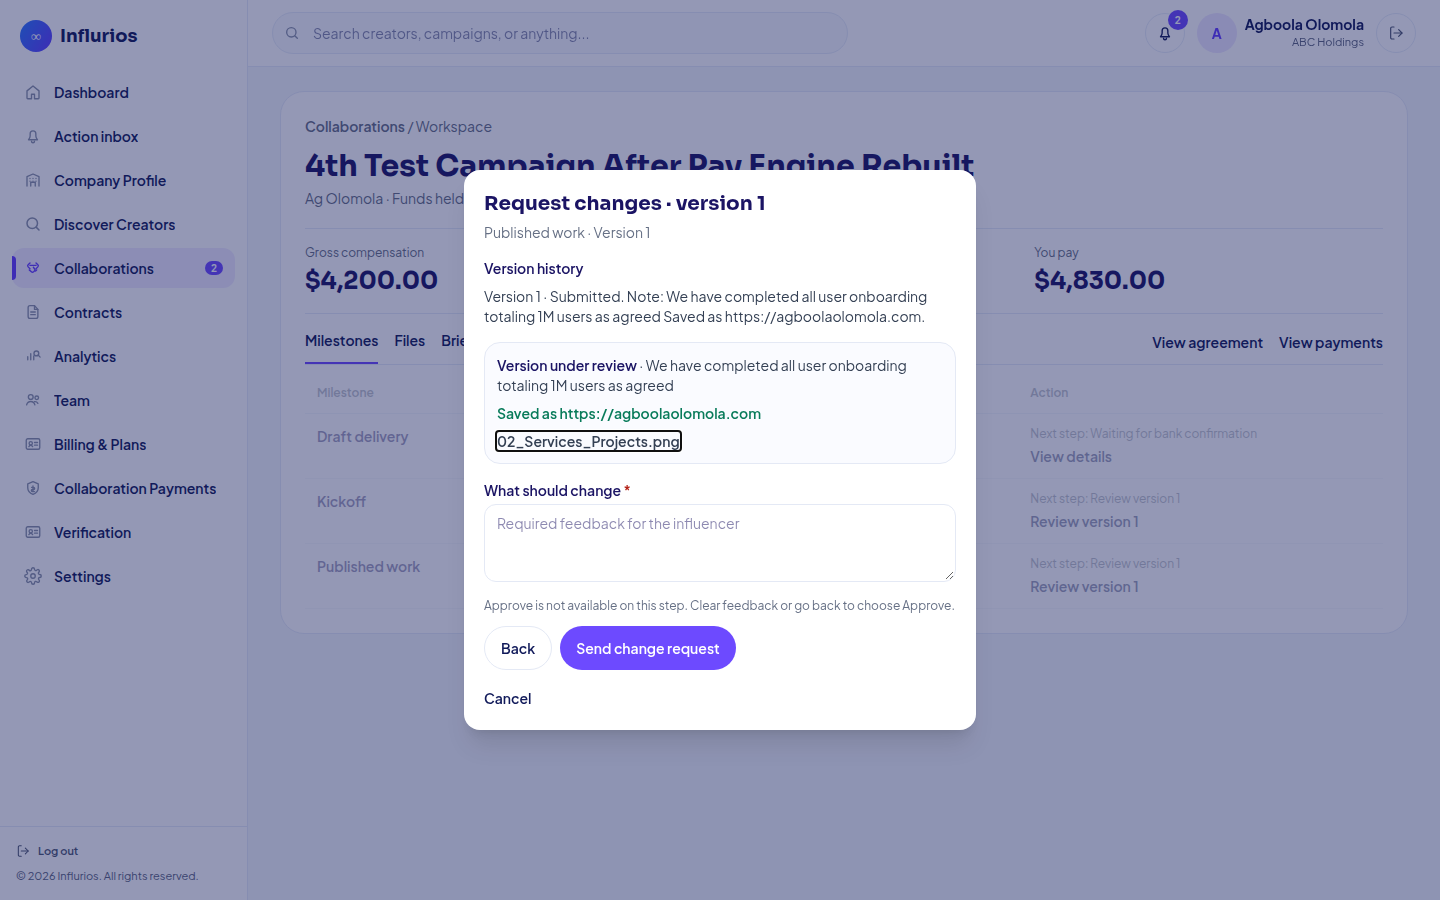 ∞ Influrios
Search creators, campaigns, or anything...
2
A
Agboola Olomola
ABC Holdings
Dashboard
Action inbox
Company Profile
Discover Creators
Collaborations 2
Contracts
Analytics
Team
Billing & Plans
Collaboration Payments
Verification
Settings
Log out
© 2026 Influrios. All rights reserved.
Collaborations / Workspace
4th Test Campaign After Pay Engine Rebuilt
Ag Olomola · Funds held
Gross compensation
$4,200.00
You pay
$4,830.00
Milestones Files Brie
View agreement View payments
Milestone Action
Draft delivery
Next step: Waiting for bank confirmation
View details
Kickoff
Next step: Review version 1
Review version 1
Published work
Next step: Review version 1
Review version 1
Request changes · version 1
Published work · Version 1
Version history
Version 1 · Submitted. Note: We have completed all user onboarding
totaling 1M users as agreed Saved as https://agboolaolomola.com.
Version under review · We have completed all user onboarding
totaling 1M users as agreed
Saved as https://agboolaolomola.com
02_Services_Projects.png
What should change *
Required feedback for the influencer
Approve is not available on this step. Clear feedback or go back to choose Approve.
Back Send change request
Cancel